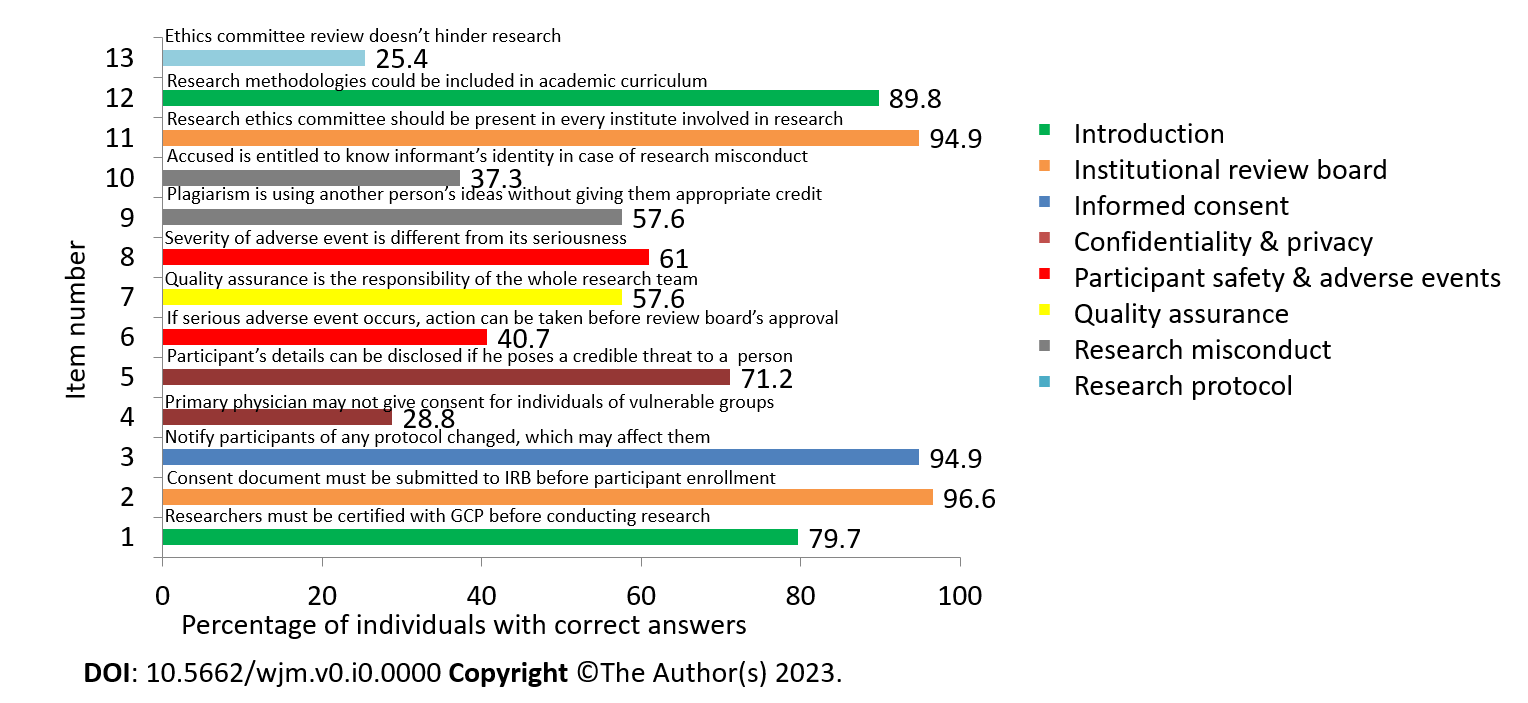 Ethics committee review doesn’t hinder research
13 25.4
Research methodologies could be included in academic curriculum
12 89.8
Research ethics committee should be present in every institute involved in research
11 94.9
Accused is entitled to know informant’s identity in case of research misconduct
10 37.3
Plagiarism is using another person’s ideas without giving them appropriate credit
9 57.6
Severity of adverse event is different from its seriousness
8 61
Quality assurance is the responsibility of the whole research team
7 57.6
If serious adverse event occurs, action can be taken before review board’s approval
6 40.7
Participant’s details can be disclosed if he poses a credible threat to a person
5 71.2
Primary physician may not give consent for individuals of vulnerable groups
4 28.8
Notify participants of any protocol changed, which may affect them
3 94.9
Consent document must be submitted to IRB before participant enrollment
2 96.6
Researchers must be certified with GCP before conducting research
1 79.7
Item number
0 20 40 60 80 100
Percentage of individuals with correct answers
Introduction
Institutional review board
Informed consent
Confidentiality & privacy
Participant safety & adverse events
Quality assurance
Research misconduct
Research protocol
DOI: 10.5662/wjm.v0.i0.0000 Copyright ©The Author(s) 2023.